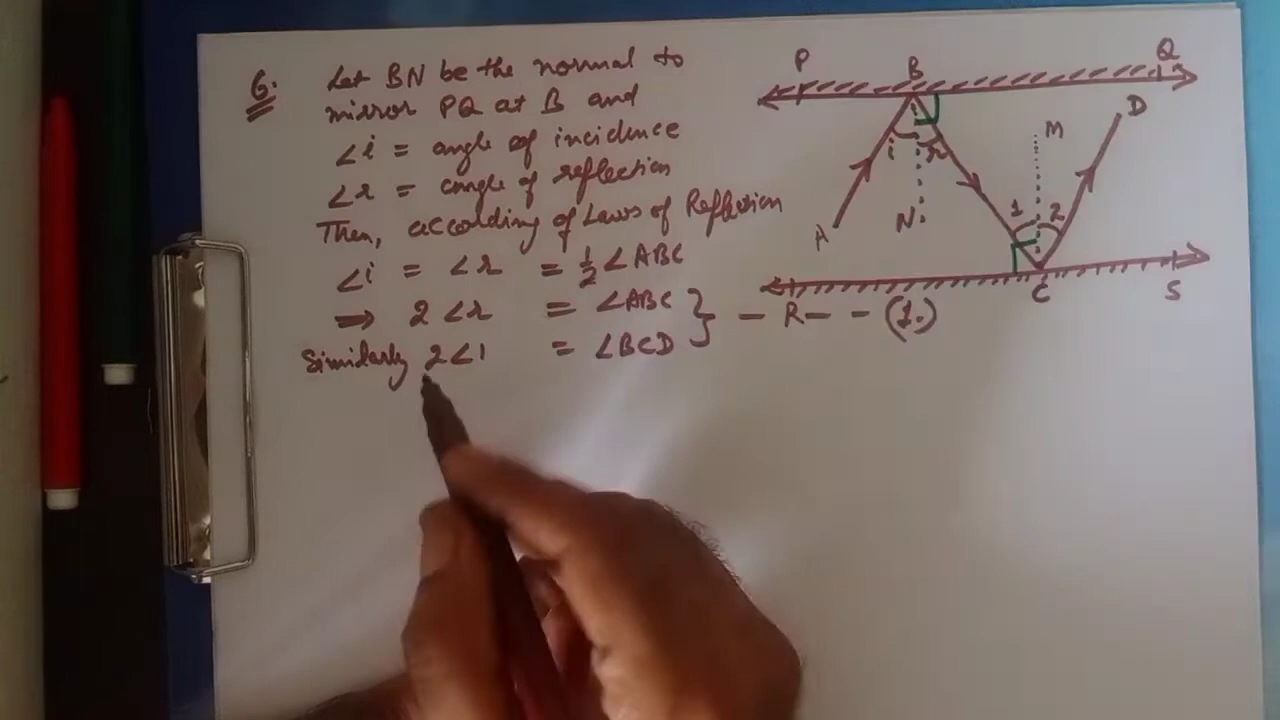 6. Let BN be the normal to
mirror PQ at B and
∠i = angle of incidence
∠r = angle of reflection
Then, according of Laws of Reflection
∠i = ∠r = 1/2 ∠ABC
⇒ 2∠r = ∠ABC
Similarly 2∠1 = ∠BCD } - - - (1.)
P B Q
D
M
i r
A N 1 2
R C S